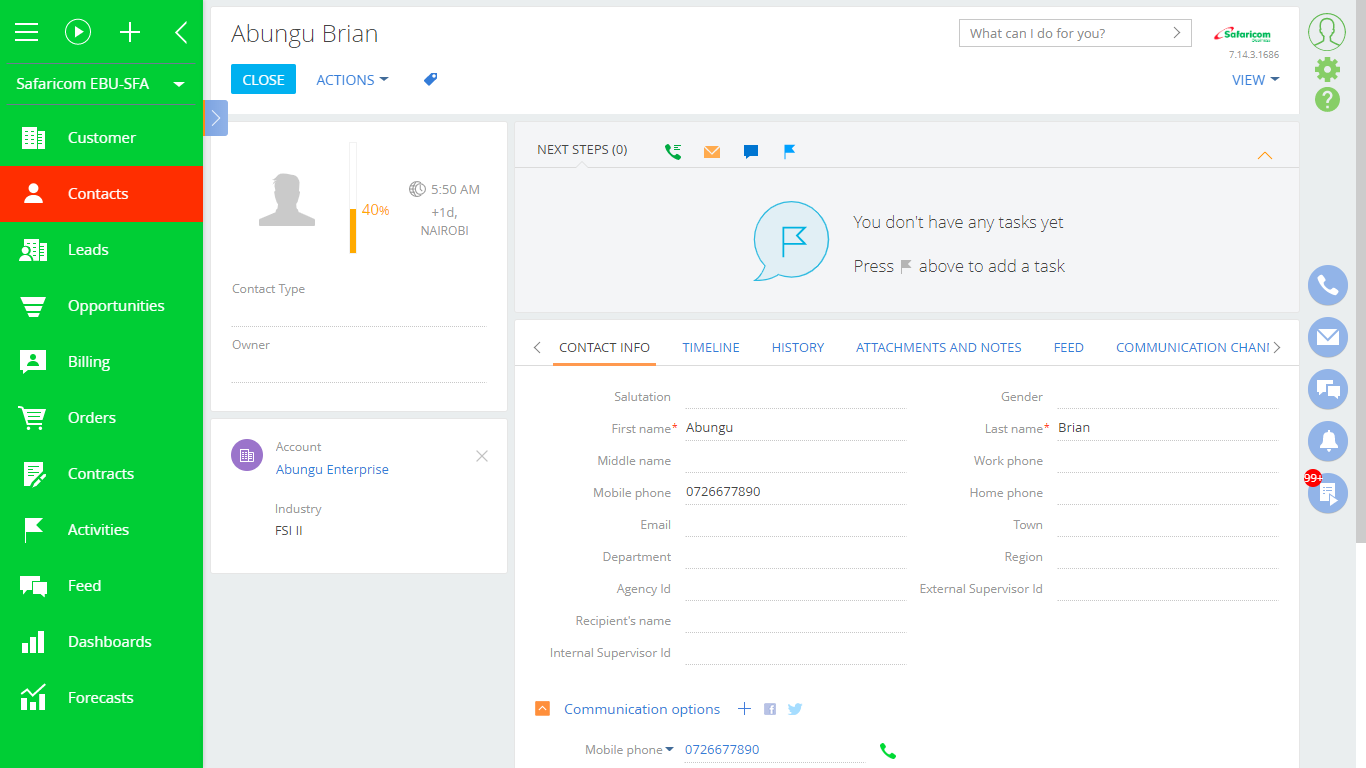 Abungu Brian
What can I do for you?
Safaricom
7.14.3.1686
CLOSE
ACTIONS
VIEW
Safaricom EBU-SFA
Customer
Contacts
Leads
Opportunities
Billing
Orders
Contracts
Activities
Feed
Dashboards
Forecasts
40%
5:50 AM
+1d,
NAIROBI
Contact Type
Owner
Account
Abungu Enterprise
Industry
FSI II
NEXT STEPS (0)
You don't have any tasks yet
Press above to add a task
CONTACT INFO TIMELINE HISTORY ATTACHMENTS AND NOTES FEED COMMUNICATION CHANN
Salutation
Gender
First name* Abungu
Last name* Brian
Middle name
Work phone
Mobile phone 0726677890
Home phone
Email
Town
Department
Region
Agency Id
External Supervisor Id
Recipient's name
Internal Supervisor Id
Communication options
Mobile phone 0726677890
99+